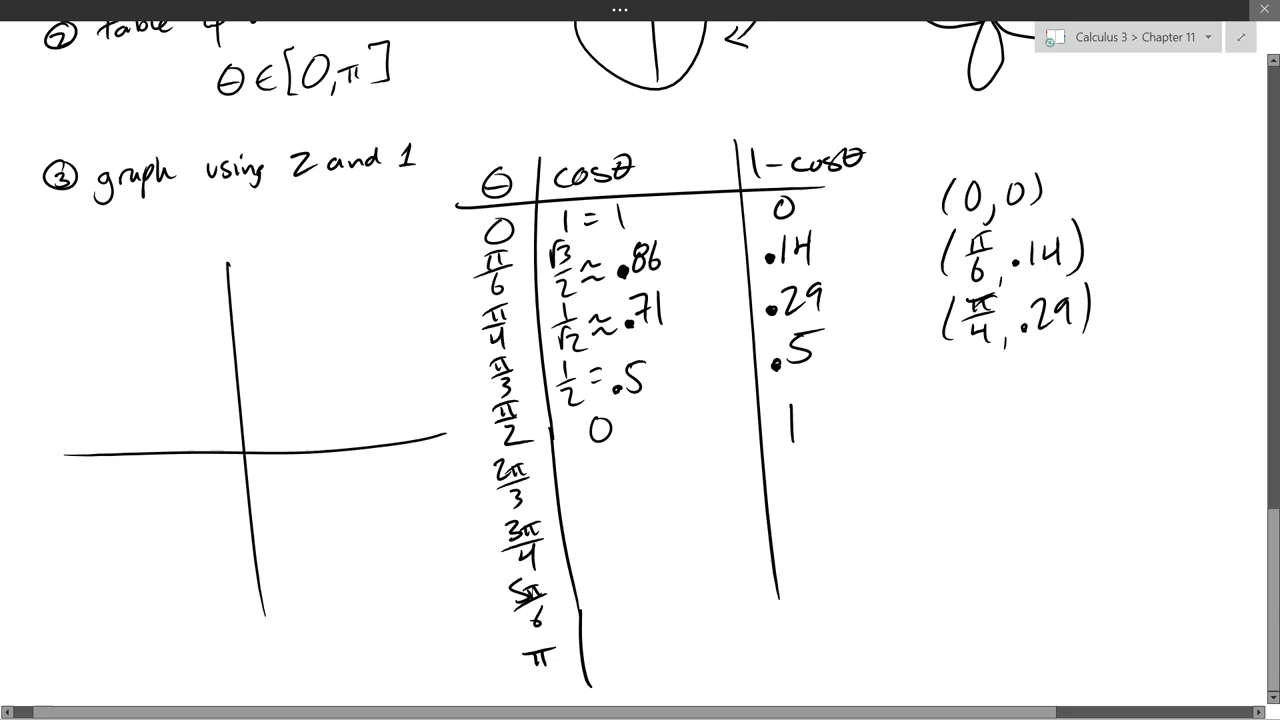 ...
Calculus 3 > Chapter 11
② table
θ ∈ [0, π]
③ graph using 2 and 1
θ | cosθ | 1 - cosθ
0 | 1 = 1 | 0 (0, 0)
π/6 | √3/2 ≈ .86 | .14 (π/6, .14)
π/4 | 1/√2 ≈ .71 | .29 (π/4, .29)
π/3 | 1/2 = .5 | .5
π/2 | 0 | 1
2π/3
3π/4
5π/6
π